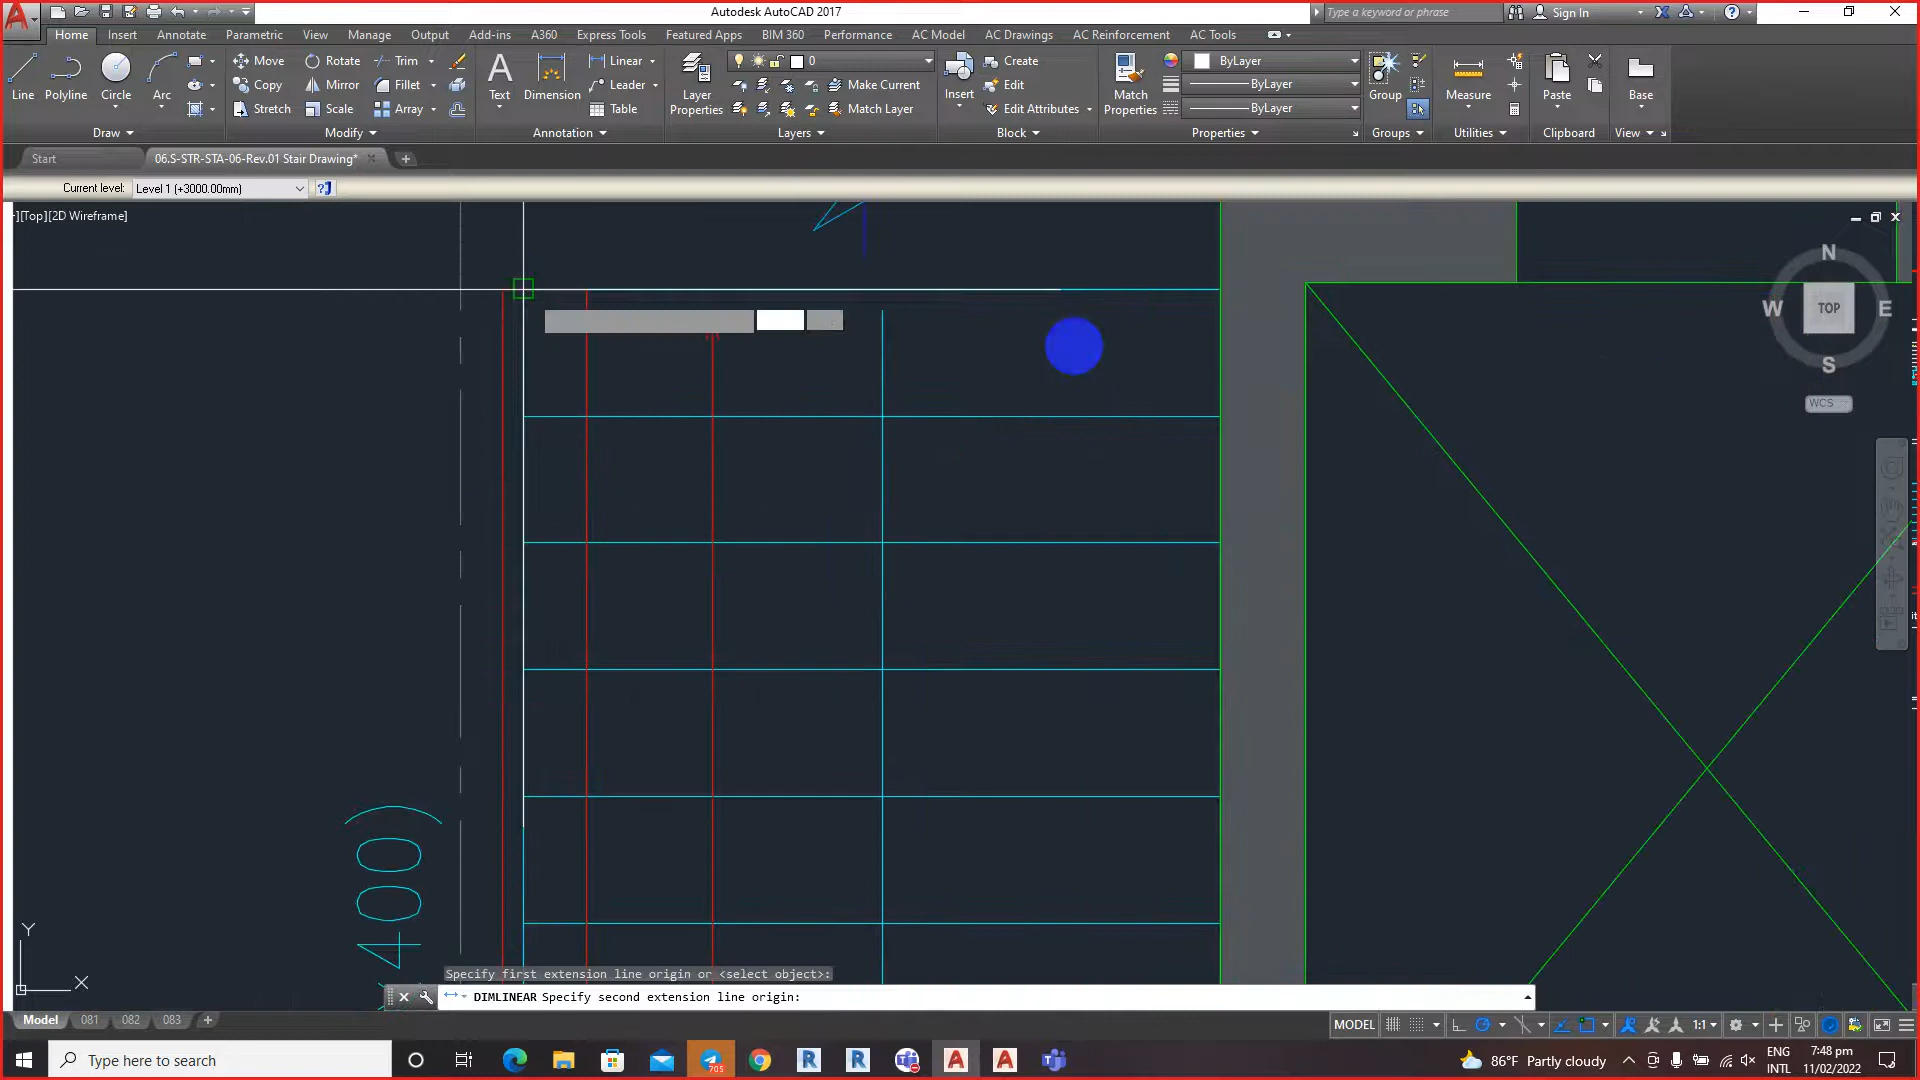 Autodesk AutoCAD 2017
Type a keyword or phrase
Sign In
Home
Insert
Annotate
Parametric
View
Manage
Output
Add-ins
A360
Express Tools
Featured Apps
BIM 360
Performance
AC Model
AC Drawings
AC Reinforcement
AC Tools
Line
Polyline
Circle
Arc
Draw
Move
Copy
Stretch
Rotate
Mirror
Scale
Trim
Fillet
Array
Modify
Text
Dimension
Linear
Leader
Table
Annotation
Layer
Properties
0
Make Current
Match Layer
Layers
Insert
Create
Edit
Edit Attributes
Block
Match
Properties
ByLayer
ByLayer
ByLayer
Properties
Group
Groups
Measure
Utilities
Paste
Clipboard
Base
View
Start
06.S-STR-STA-06-Rev.01 Stair Drawing*
Current level:
Level 1 (+3000.00mm)
][Top][2D Wireframe]
N
W
TOP
E
S
WCS
400)
Y
X
Specify first extension line origin or <select object>:
DIMLINEAR Specify second extension line origin:
Model
081
082
083
MODEL
1:1
Type here to search
705
86°F Partly cloudy
ENG
INTL
7:48 pm
11/02/2022